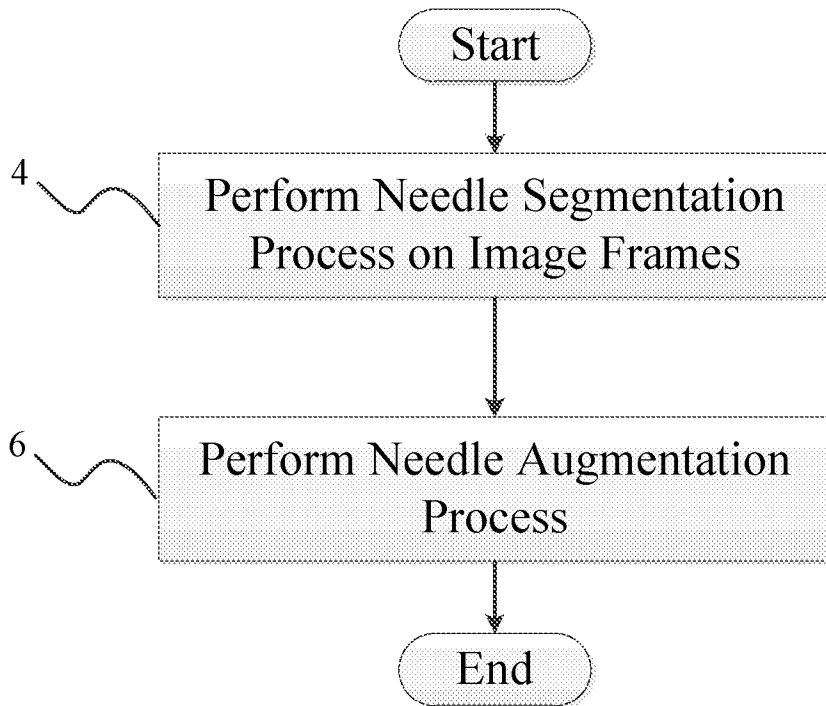 Start
4
Perform Needle Segmentation
Process on Image Frames
6
Perform Needle Augmentation
Process
End